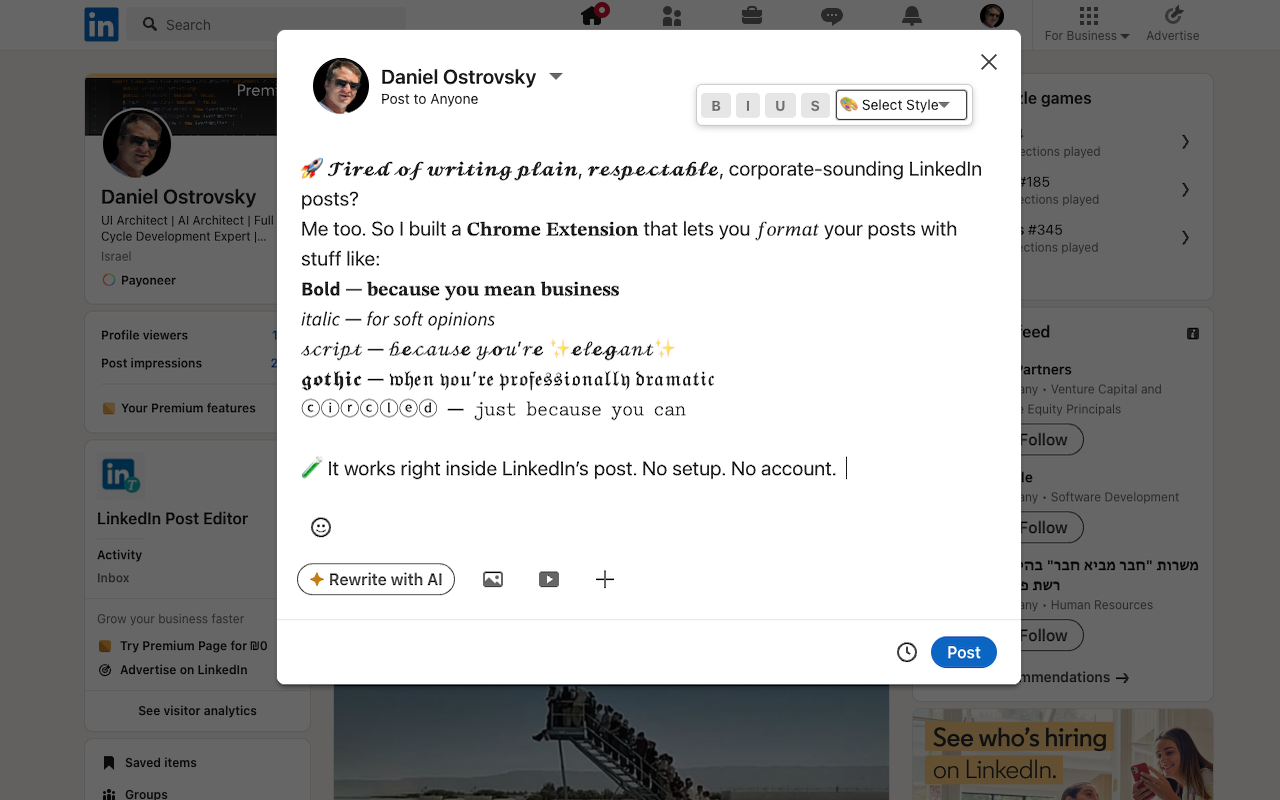 in
Search
For Business
Advertise
Daniel Ostrovsky
Post to Anyone
B I U S 🎨 Select Style
🚀 𝓣𝓲𝓻𝓮𝓭 𝓸𝓯 𝔀𝓻𝓲𝓽𝓲𝓷𝓰 𝓹𝓵𝓪𝓲𝓷, 𝓻𝓮𝓼𝓹𝓮𝓬𝓽𝓪𝓫𝓵𝓮, corporate-sounding LinkedIn
posts?
Me too. So I built a 𝐂𝐡𝐫𝐨𝐦𝐞 𝐄𝐱𝐭𝐞𝐧𝐬𝐢𝐨𝐧 that lets you 𝑓𝑜𝑟𝑚𝑎𝑡 your posts with
stuff like:
𝗕𝗼𝗹𝗱 — 𝐛𝐞𝐜𝐚𝐮𝐬𝐞 𝐲𝐨𝐮 𝐦𝐞𝐚𝐧 𝐛𝐮𝐬𝐢𝐧𝐞𝐬𝐬
𝘪𝘵𝘢𝘭𝘪𝘤 — 𝘧𝘰𝘳 𝘴𝘰𝘧𝘵 𝘰𝘱𝘪𝘯𝘪𝘰𝘯𝘴
𝓈𝒸𝓇𝒾𝓅𝓉 — 𝒷𝑒𝒸𝒶𝓊𝓈𝑒 𝓎𝑜𝓊'𝓇𝑒 ✨𝑒𝓁𝑒𝑔𝒶𝓃𝓉✨
𝖌𝖔𝖙𝖍𝖎𝖈 — 𝔴𝔥𝔢𝔫 𝔶𝔬𝔲'𝔯𝔢 𝔭𝔯𝔬𝔣𝔢𝔰𝔰𝔦𝔬𝔫𝔞𝔩𝔩𝔶 𝔡𝔯𝔞𝔪𝔞𝔱𝔦𝔠
ⓒⓘⓡⓒⓛⓔⓓ — 𝚓𝚞𝚜𝚝 𝚋𝚎𝚌𝚊𝚞𝚜𝚎 𝚢𝚘𝚞 𝚌𝚊𝚗
🧪 It works right inside LinkedIn’s post. No setup. No account.
Rewrite with AI
Post
Prem
Daniel Ostrovsky
UI Architect | AI Architect | Full
Cycle Development Expert |...
Israel
Payoneer
Profile viewers 1
Post impressions 2
Your Premium features
in
T
LinkedIn Post Editor
Activity
Inbox
Grow your business faster
Try Premium Page for ₪0
Advertise on LinkedIn
See visitor analytics
Saved items
Groups
games
ections played
#185
ections played
#345
ections played
eed
artners
any • Venture Capital and
e Equity Principals
Follow
any • Software Development
Follow
משרות "חבר מביא חבר"
רשת
any • Human Resources
Follow
mmendations →
See who's hiring
on LinkedIn.